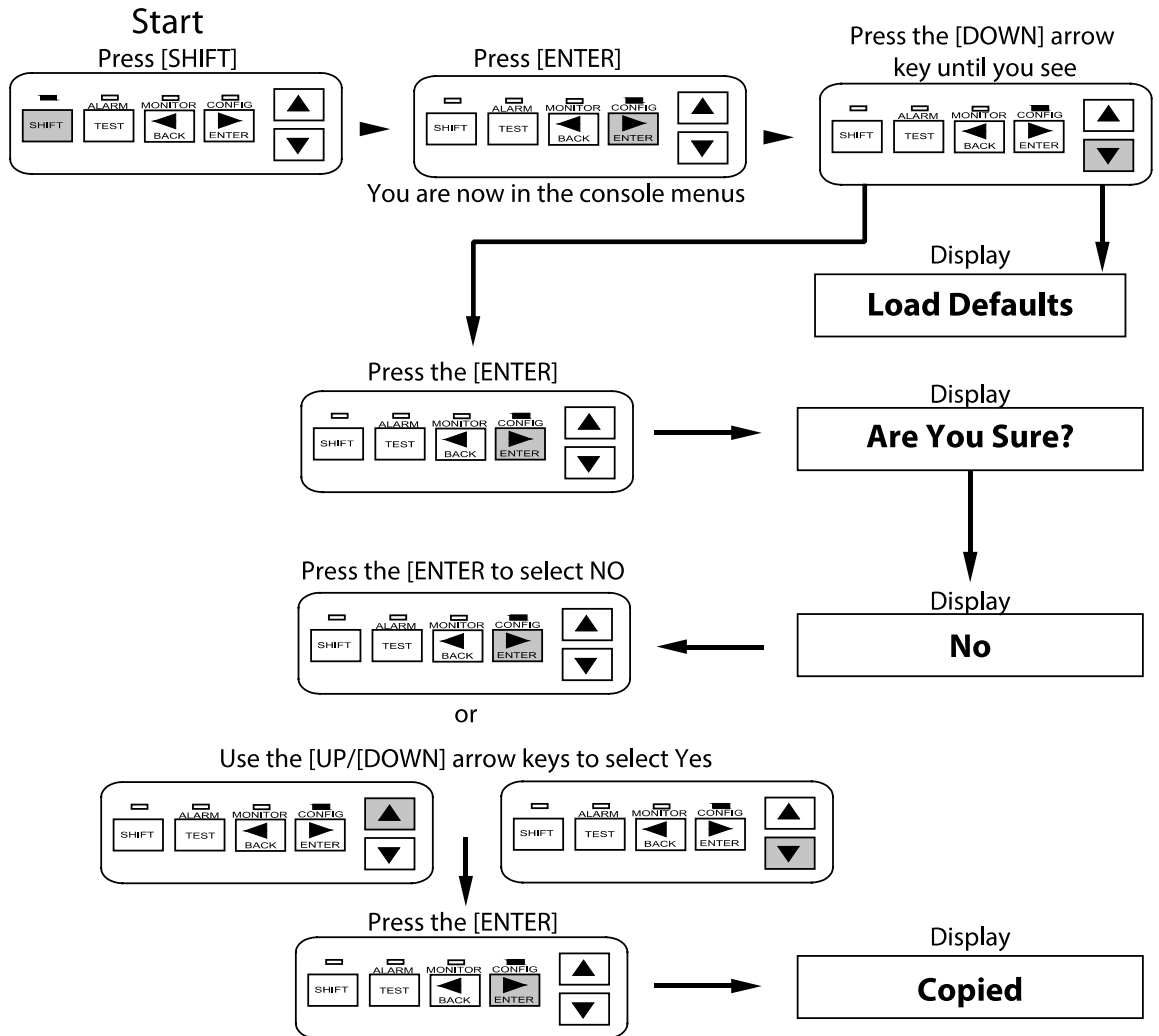 Start
Press [SHIFT]
SHIFT
ALARM
TEST
MONITOR
BACK
CONFIG
ENTER
Press [ENTER]
SHIFT
ALARM
TEST
MONITOR
BACK
CONFIG
ENTER
You are now in the console menus
Press the [DOWN] arrow
key until you see
SHIFT
ALARM
TEST
MONITOR
BACK
CONFIG
ENTER
Display
Load Defaults
Press the [ENTER]
SHIFT
ALARM
TEST
MONITOR
BACK
CONFIG
ENTER
Display
Are You Sure?
Display
No
Press the [ENTER to select NO
SHIFT
ALARM
TEST
MONITOR
BACK
CONFIG
ENTER
or
Use the [UP/[DOWN] arrow keys to select Yes
SHIFT
ALARM
TEST
MONITOR
BACK
CONFIG
ENTER
SHIFT
ALARM
TEST
MONITOR
BACK
CONFIG
ENTER
Press the [ENTER]
SHIFT
ALARM
TEST
MONITOR
BACK
CONFIG
ENTER
Display
Copied